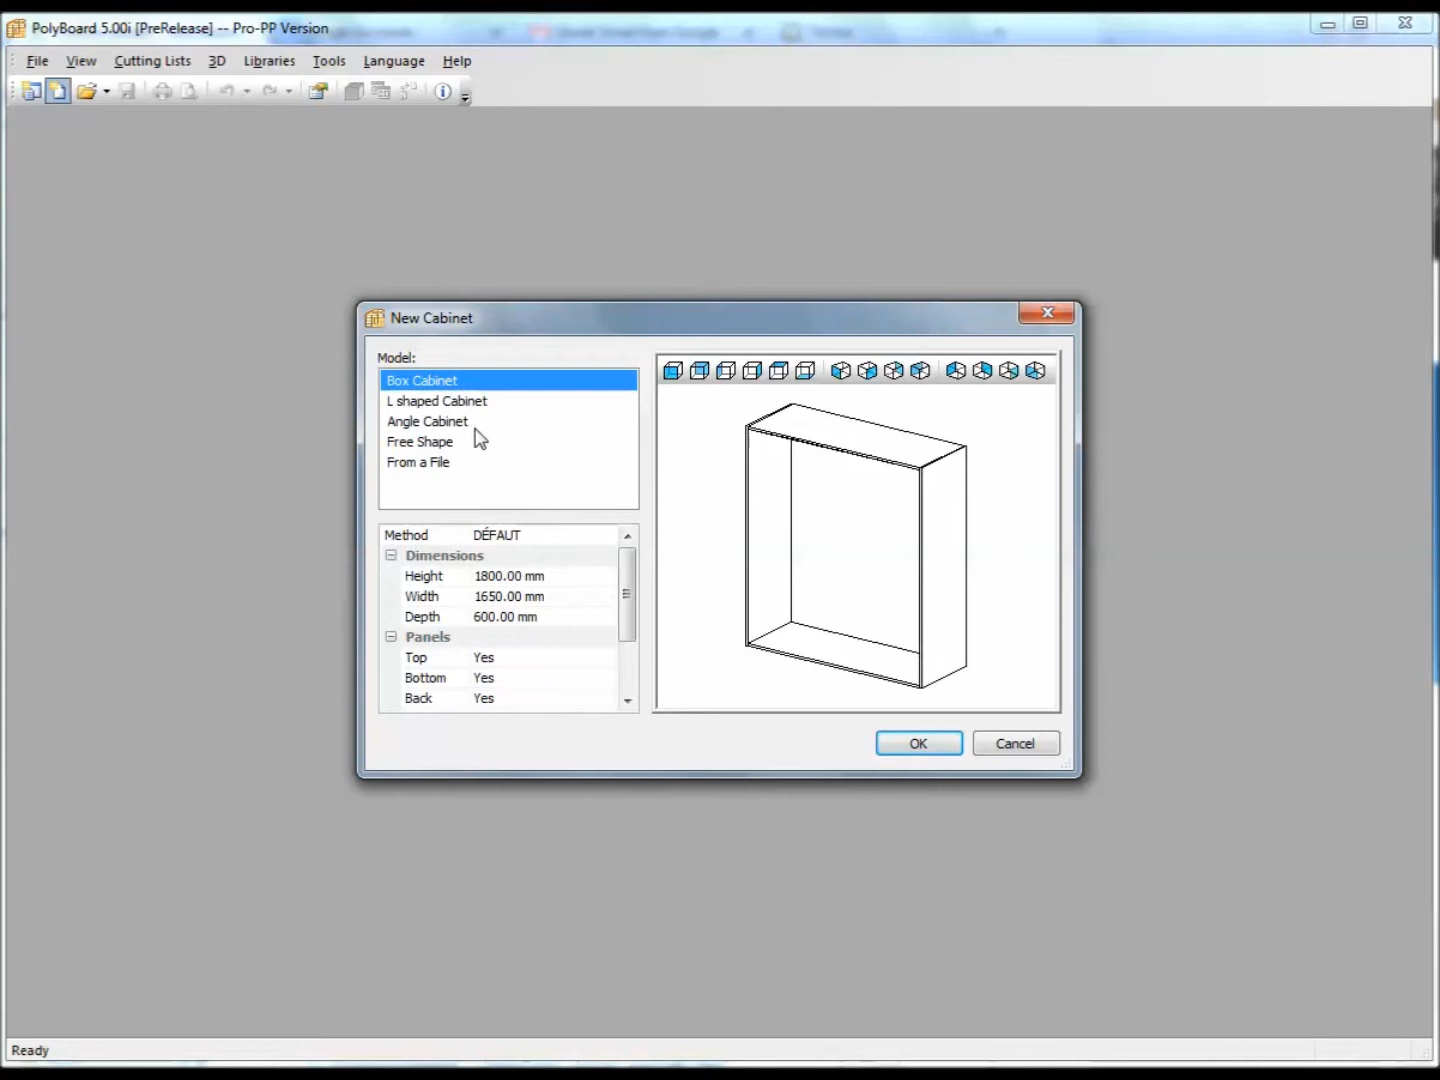 PolyBoard 5.00i [PreRelease] -- Pro-PP Version
File View Cutting Lists 3D Libraries Tools Language Help
New Cabinet
Model:
Box Cabinet
L shaped Cabinet
Angle Cabinet
Free Shape
From a File
Method DÉFAUT
Dimensions
Height 1800.00 mm
Width 1650.00 mm
Depth 600.00 mm
Panels
Top Yes
Bottom Yes
Back Yes
OK Cancel
Ready